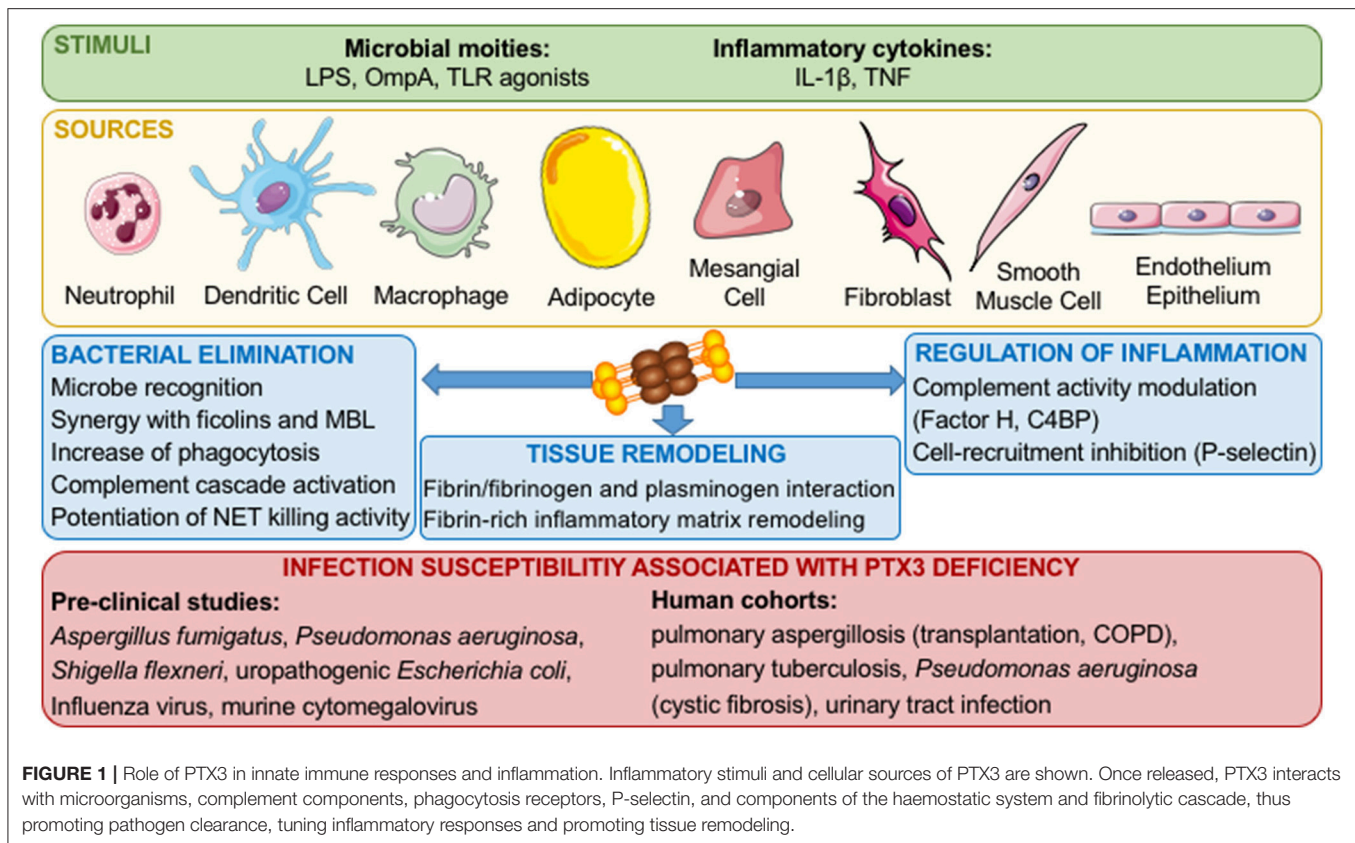 STIMULI
Microbial moities:
LPS, OmpA, TLR agonists
Inflammatory cytokines:
IL-1β, TNF
SOURCES
Neutrophil
Dendritic Cell
Macrophage
Adipocyte
Mesangial
Cell
Fibroblast
Smooth
Muscle Cell
Endothelium
Epithelium
BACTERIAL ELIMINATION
Microbe recognition
Synergy with ficolins and MBL
Increase of phagocytosis
Complement cascade activation
Potentiation of NET killing activity
TISSUE REMODELING
Fibrin/fibrinogen and plasminogen interaction
Fibrin-rich inflammatory matrix remodeling
REGULATION OF INFLAMMATION
Complement activity modulation
(Factor H, C4BP)
Cell-recruitment inhibition (P-selectin)
INFECTION SUSCEPTIBILITIY ASSOCIATED WITH PTX3 DEFICIENCY
Pre-clinical studies:
Aspergillus fumigatus, Pseudomonas aeruginosa,
Shigella flexneri, uropathogenic Escherichia coli,
Influenza virus, murine cytomegalovirus
Human cohorts:
pulmonary aspergillosis (transplantation, COPD),
pulmonary tuberculosis, Pseudomonas aeruginosa
(cystic fibrosis), urinary tract infection
FIGURE 1 | Role of PTX3 in innate immune responses and inflammation. Inflammatory stimuli and cellular sources of PTX3 are shown. Once released, PTX3 interacts
with microorganisms, complement components, phagocytosis receptors, P-selectin, and components of the haemostatic system and fibrinolytic cascade, thus
promoting pathogen clearance, tuning inflammatory responses and promoting tissue remodeling.